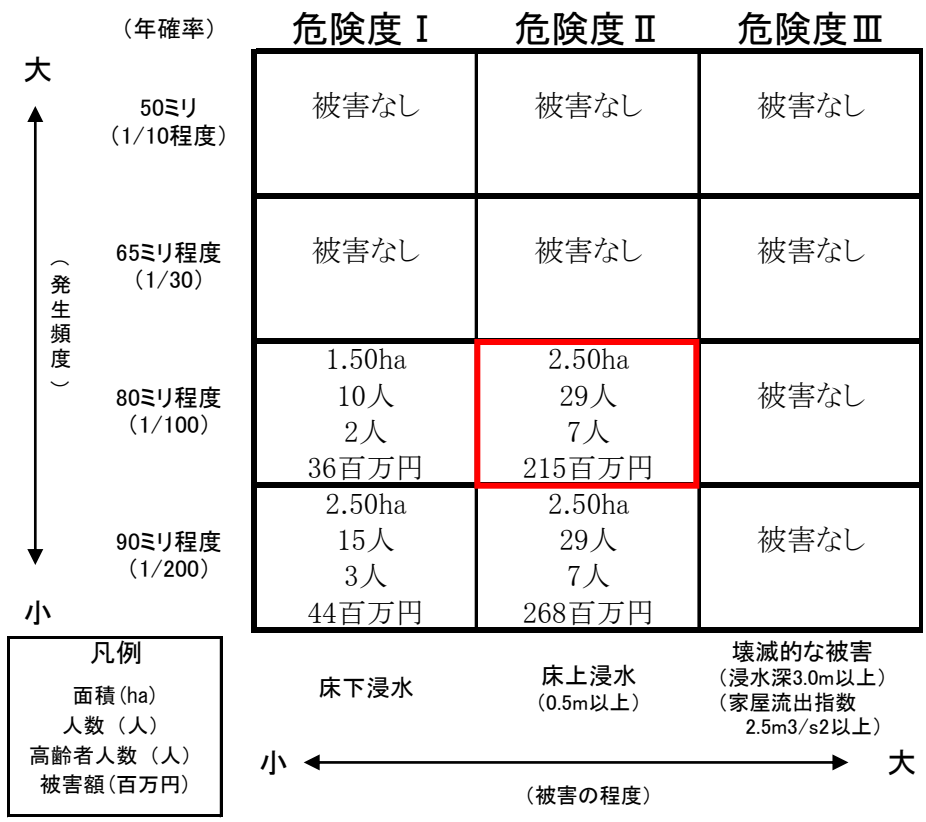 （年確率）
危険度Ⅰ
危険度Ⅱ
危険度Ⅲ
大
50ミリ
（1/10程度）
被害なし
被害なし
被害なし
（発生頻度）
65ミリ程度
（1/30）
被害なし
被害なし
被害なし
80ミリ程度
（1/100）
1.50ha
10人
2人
36百万円
2.50ha
29人
7人
215百万円
被害なし
90ミリ程度
（1/200）
2.50ha
15人
3人
44百万円
2.50ha
29人
7人
268百万円
被害なし
小
凡例
面積(ha)
人数（人）
高齢者人数（人）
被害額(百万円)
床下浸水
床上浸水
（0.5m以上）
壊滅的な被害
（浸水深3.0m以上）
（家屋流出指数
2.5m3/s2以上）
小
大
（被害の程度）